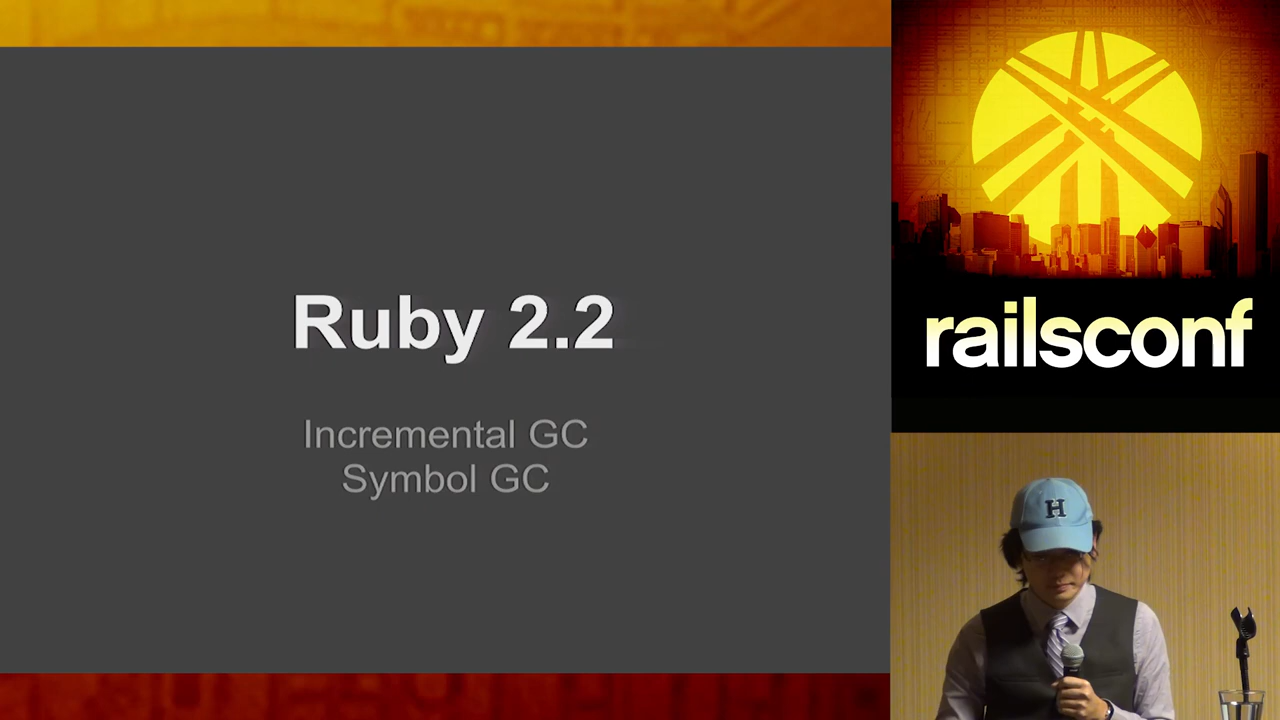 Ruby 2.2
Incremental GC
Symbol GC
railsconf
H